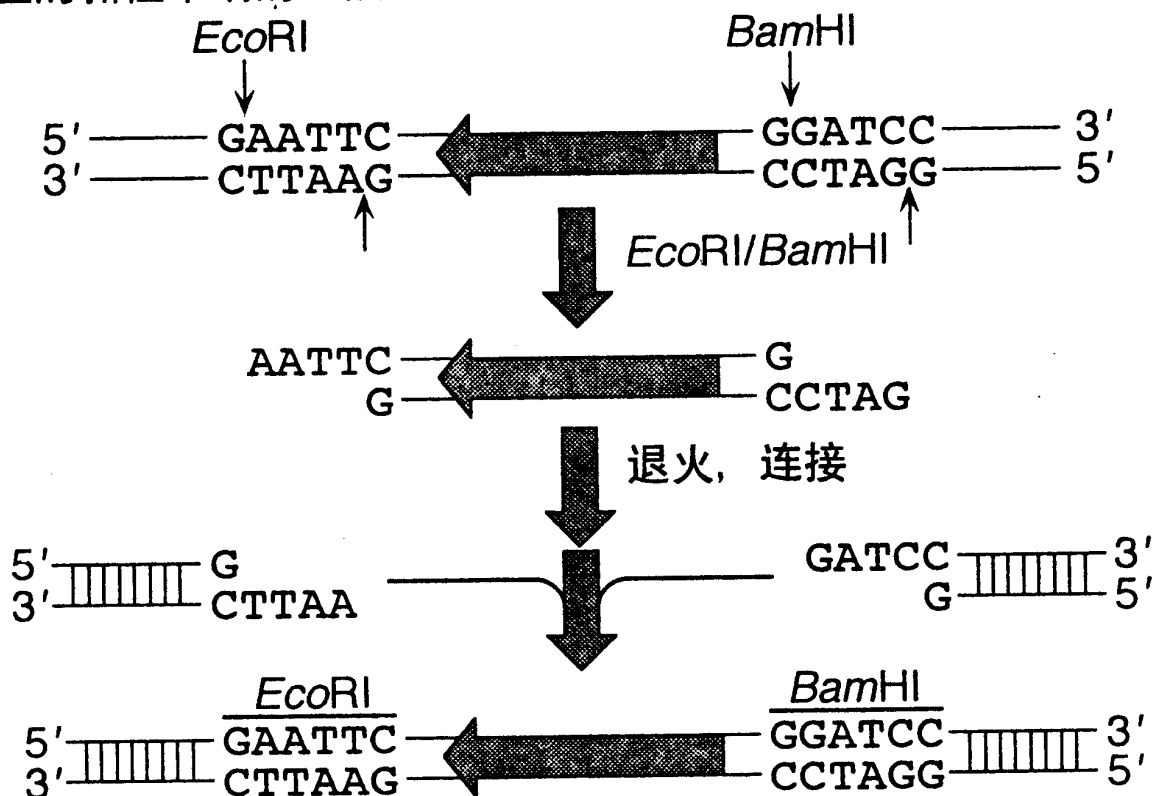 EcoRI BamHI
5′ GAATTC GGATCC 3′
3′ CTTAAG CCTAGG 5′
EcoRI/BamHI
AATTC G
G CCTAG
退火，连接
5′ G GATCC 3′
3′ CTTAA G 5′
EcoRI BamHI
5′ GAATTC GGATCC 3′
3′ CTTAAG CCTAGG 5′